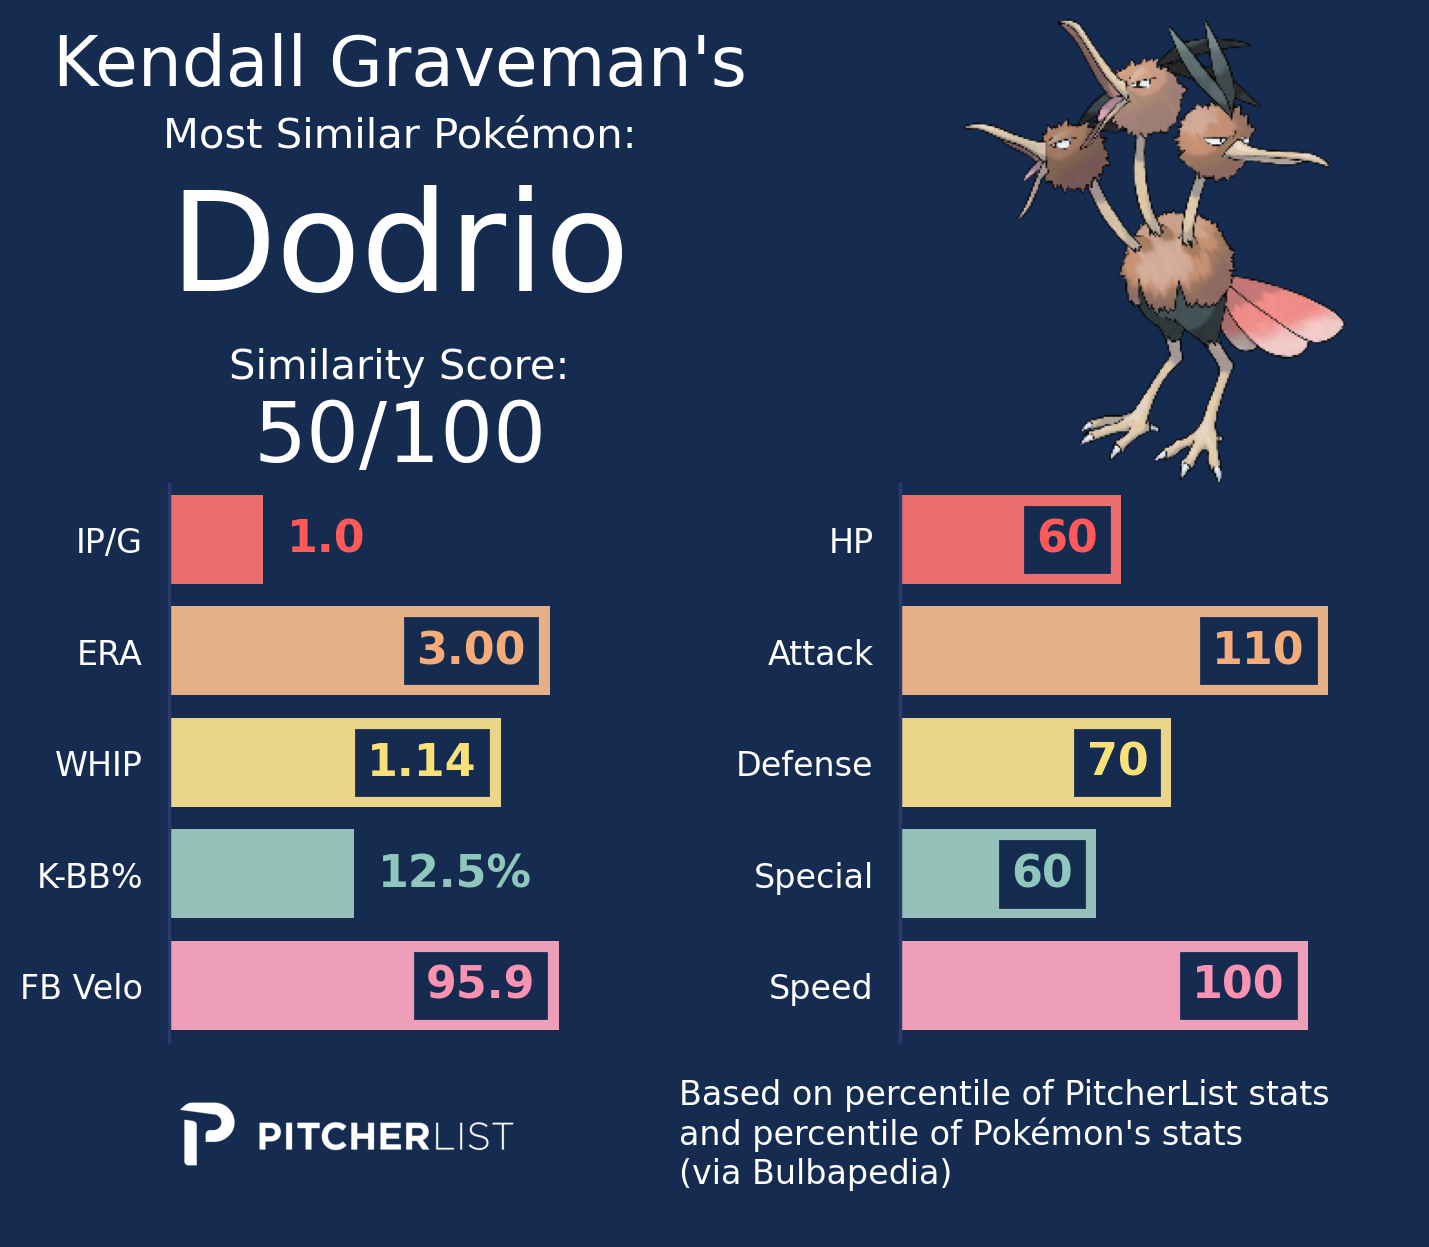 Kendall Graveman's
Most Similar Pokémon:
Dodrio
Similarity Score:
50/100
IP/G 1.0
ERA 3.00
WHIP 1.14
K-BB% 12.5%
FB Velo 95.9
HP 60
Attack 110
Defense 70
Special 60
Speed 100
PITCHERLIST
Based on percentile of PitcherList stats
and percentile of Pokémon's stats
(via Bulbapedia)